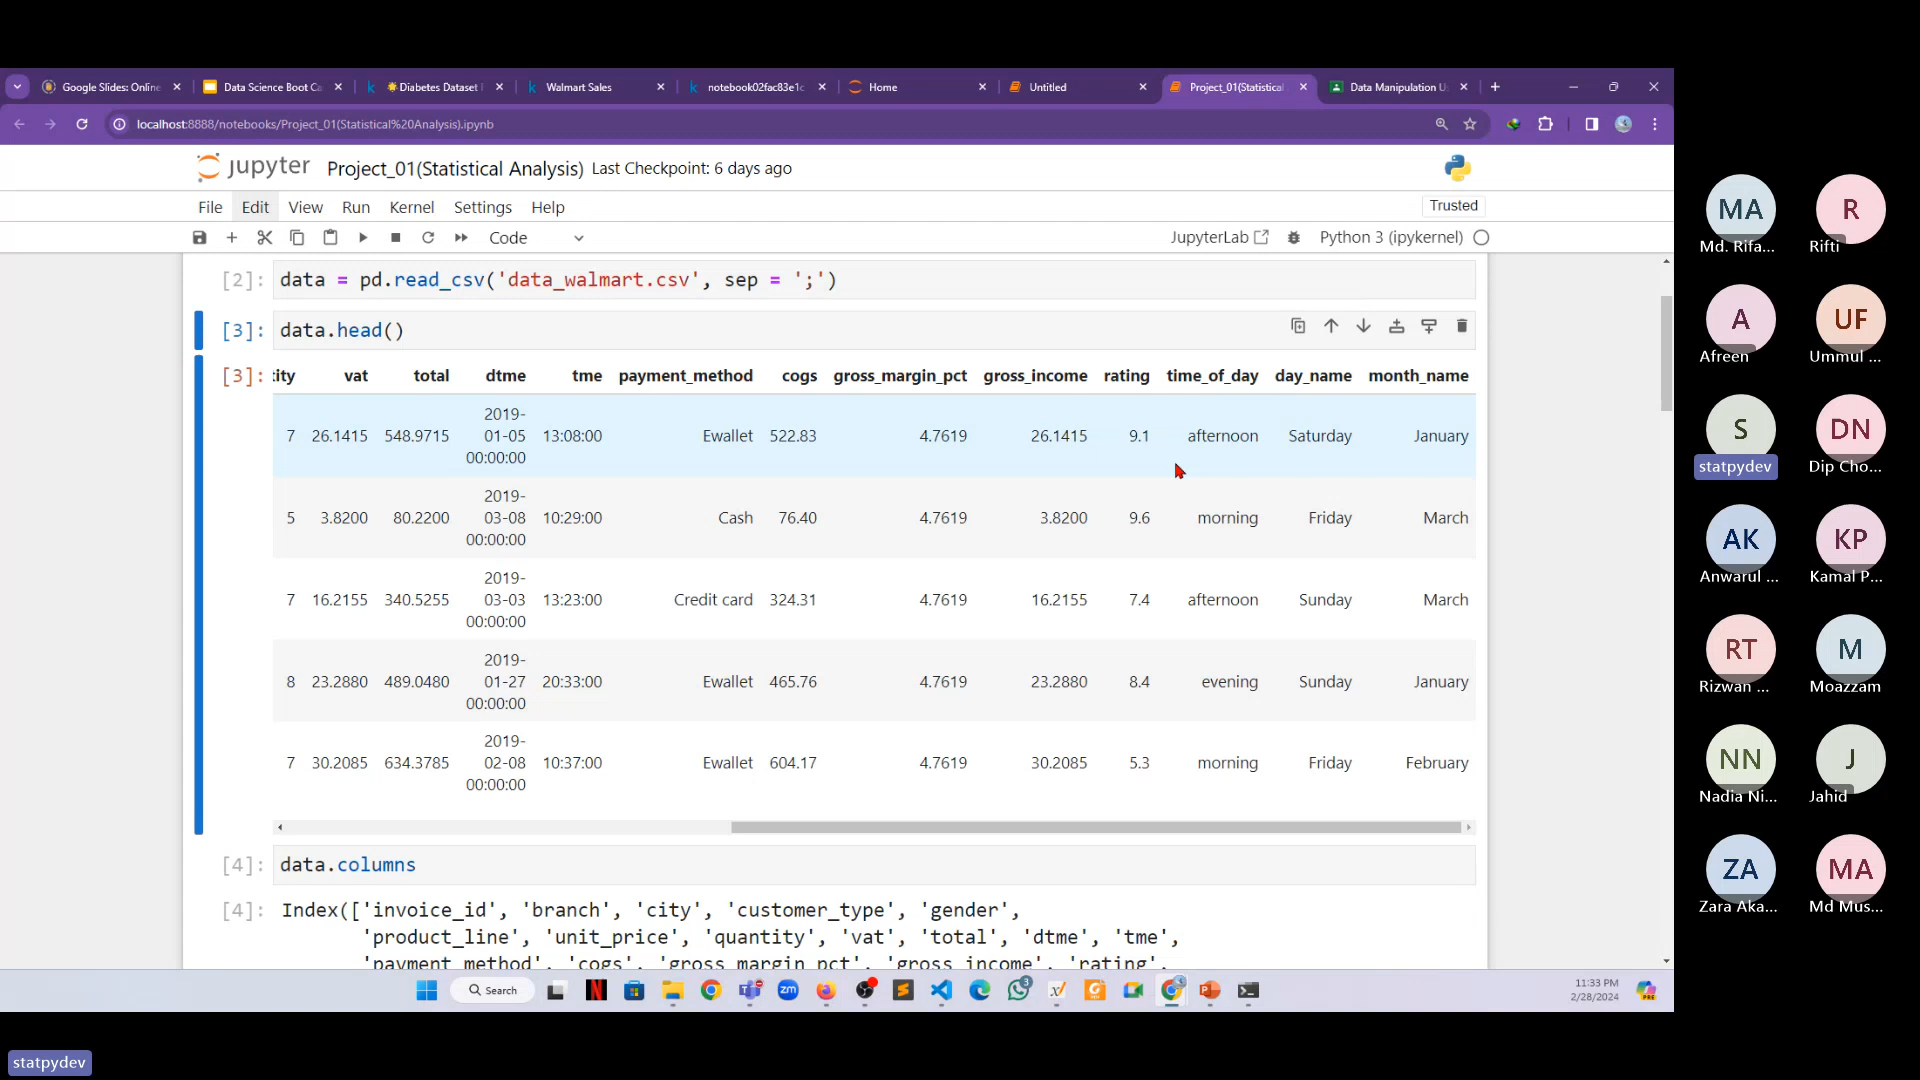 Google Slides: Online
Data Science Boot Ca
Diabetes Dataset
Walmart Sales
notebook02fac83e1c
Home
Untitled
Project_01(Statistical
Data Manipulation U
localhost:8888/notebooks/Project_01(Statistical%20Analysis).ipynb
jupyter Project_01(Statistical Analysis) Last Checkpoint: 6 days ago
File Edit View Run Kernel Settings Help
Trusted
Code
JupyterLab
Python 3 (ipykernel)
[2]: data = pd.read_csv('data_walmart.csv', sep = ';')
[3]: data.head()
[3]: ity vat total dtme tme payment_method cogs gross_margin_pct gross_income rating time_of_day day_name month_name
7 26.1415 548.9715 2019-01-05 00:00:00 13:08:00 Ewallet 522.83 4.7619 26.1415 9.1 afternoon Saturday January
5 3.8200 80.2200 2019-03-08 00:00:00 10:29:00 Cash 76.40 4.7619 3.8200 9.6 morning Friday March
7 16.2155 340.5255 2019-03-03 00:00:00 13:23:00 Credit card 324.31 4.7619 16.2155 7.4 afternoon Sunday March
8 23.2880 489.0480 2019-01-27 00:00:00 20:33:00 Ewallet 465.76 4.7619 23.2880 8.4 evening Sunday January
7 30.2085 634.3785 2019-02-08 00:00:00 10:37:00 Ewallet 604.17 4.7619 30.2085 5.3 morning Friday February
[4]: data.columns
[4]: Index(['invoice_id', 'branch', 'city', 'customer_type', 'gender',
'product_line', 'unit_price', 'quantity', 'vat', 'total', 'dtme', 'tme',
'payment_method', 'cogs', 'gross_margin_pct', 'gross_income', 'rating',
Search
11:33 PM
2/28/2024
MA R
Md. Rifa... Rifti
A UF
Afreen Ummul ...
S DN
statpydev Dip Cho...
AK KP
Anwarul ... Kamal P...
RT M
Rizwan ... Moazzam
NN J
Nadia Ni... Jahid
ZA MA
Zara Aka... Md Mus...
statpydev